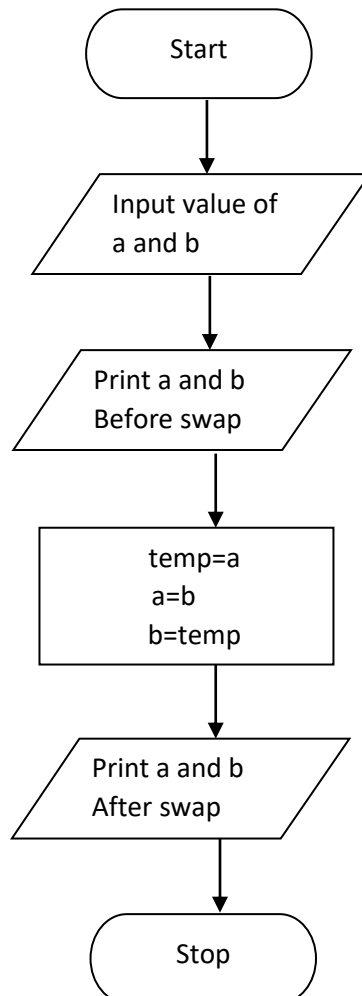 Start
Input value of
a and b
Print a and b
Before swap
temp=a
a=b
b=temp
Print a and b
After swap
Stop